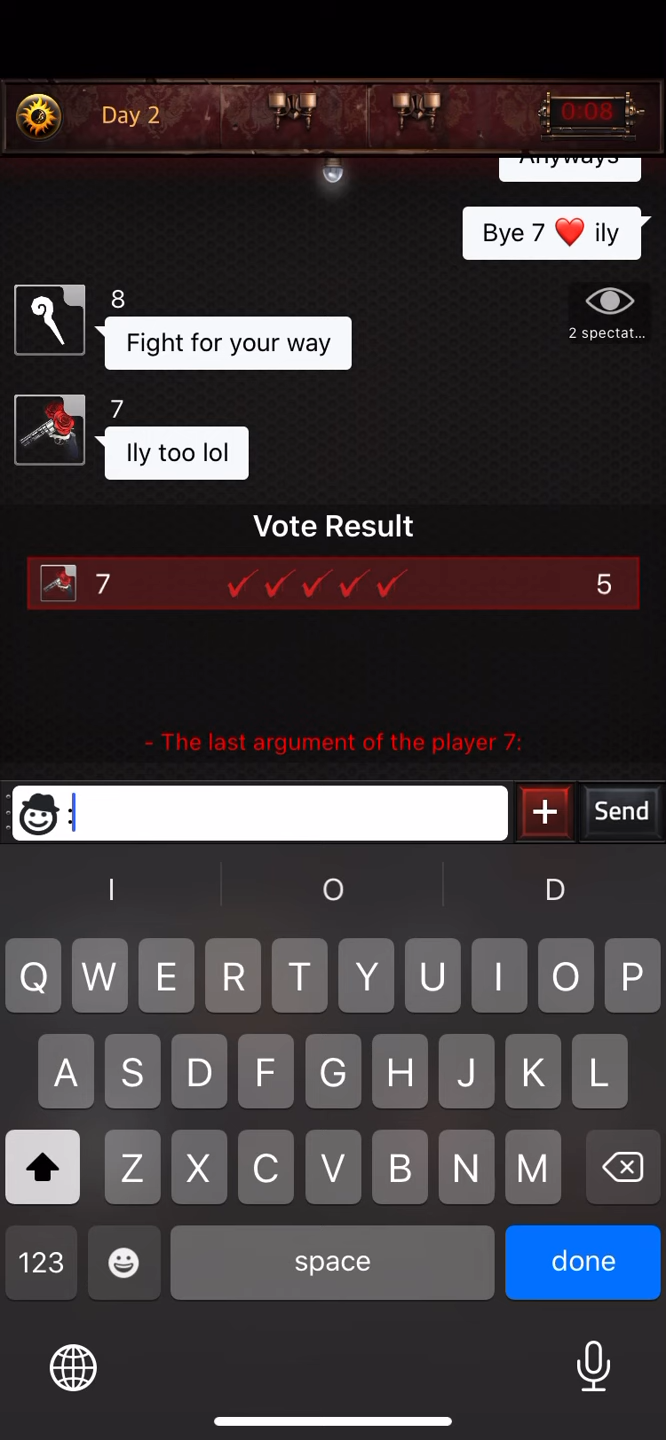 Day 2
0:08
Anyways
Bye 7 ❤️ ily
8
Fight for your way
2 spectat...
7
Ily too lol
Vote Result
7 ✓✓✓✓✓ 5
- The last argument of the player 7:
:
+
Send
I O D
Q W E R T Y U I O P
A S D F G H J K L
Z X C V B N M
123 space done